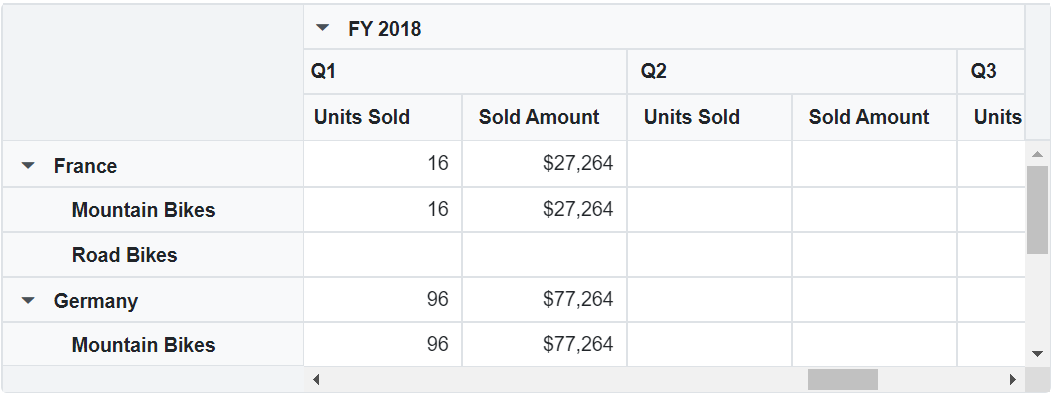 FY 2018
Q1 Q2 Q3
Units Sold Sold Amount Units Sold Sold Amount Units
France 16 $27,264
Mountain Bikes 16 $27,264
Road Bikes
Germany 96 $77,264
Mountain Bikes 96 $77,264